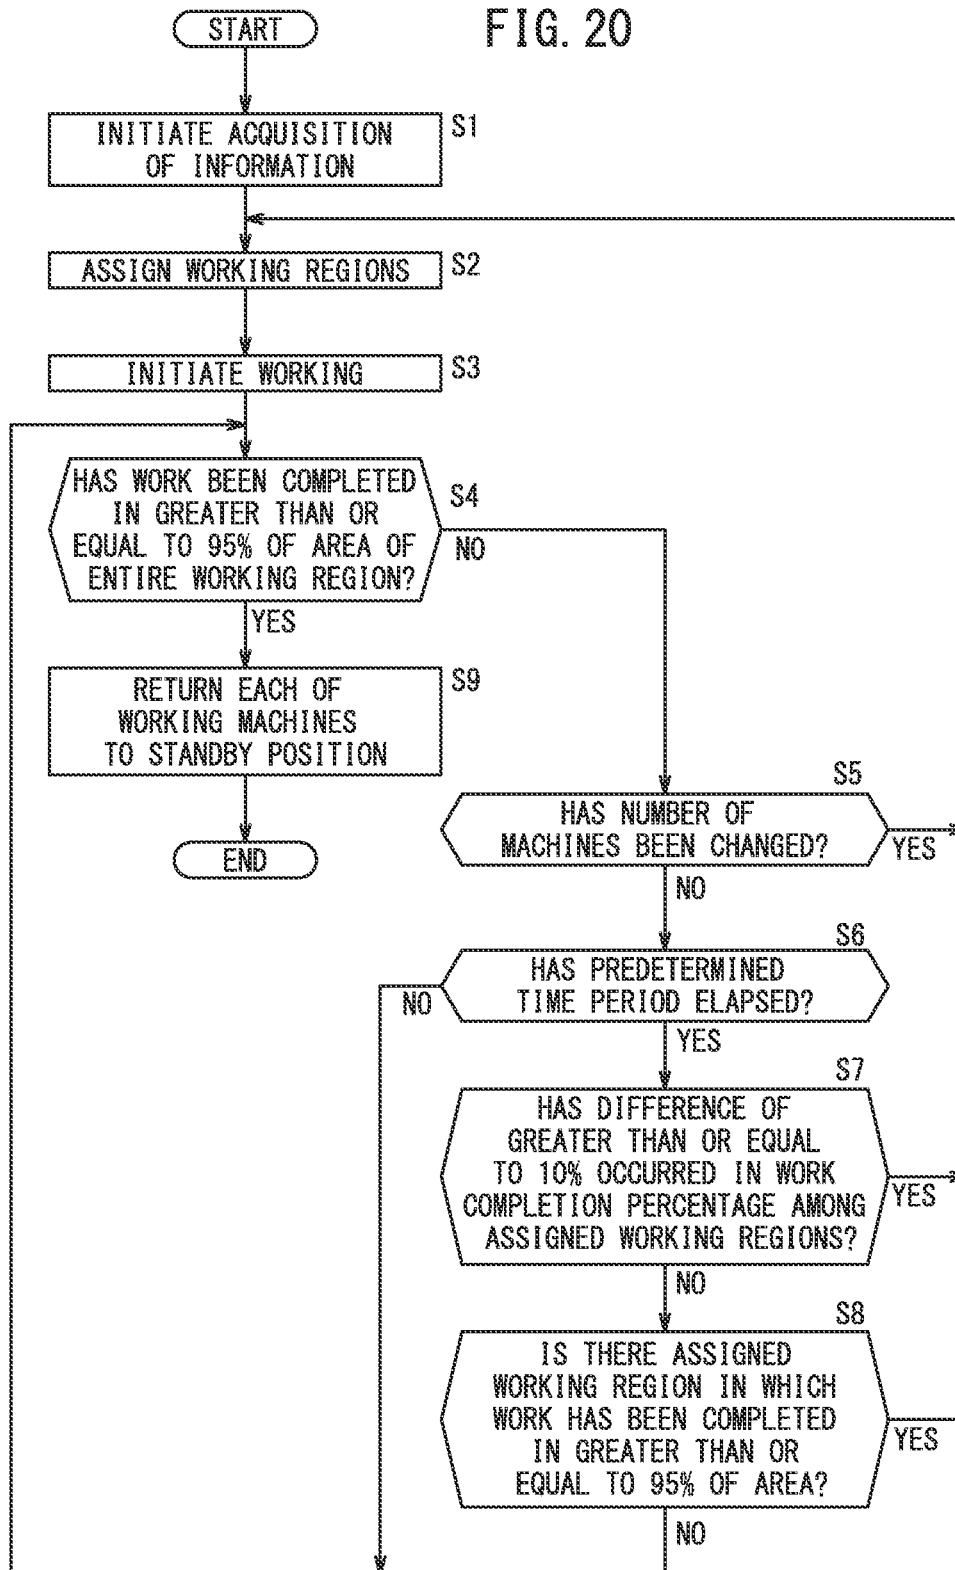 FIG. 20
START
INITIATE ACQUISITION
OF INFORMATION
S1
ASSIGN WORKING REGIONS
S2
INITIATE WORKING
S3
HAS WORK BEEN COMPLETED
IN GREATER THAN OR
EQUAL TO 95% OF AREA OF
ENTIRE WORKING REGION?
S4
NO
YES
RETURN EACH OF
WORKING MACHINES
TO STANDBY POSITION
S9
END
S5
HAS NUMBER OF
MACHINES BEEN CHANGED?
YES
NO
S6
HAS PREDETERMINED
TIME PERIOD ELAPSED?
NO
YES
S7
HAS DIFFERENCE OF
GREATER THAN OR EQUAL
TO 10% OCCURRED IN WORK
COMPLETION PERCENTAGE AMONG
ASSIGNED WORKING REGIONS?
YES
NO
S8
IS THERE ASSIGNED
WORKING REGION IN WHICH
WORK HAS BEEN COMPLETED
IN GREATER THAN OR
EQUAL TO 95% OF AREA?
YES
NO